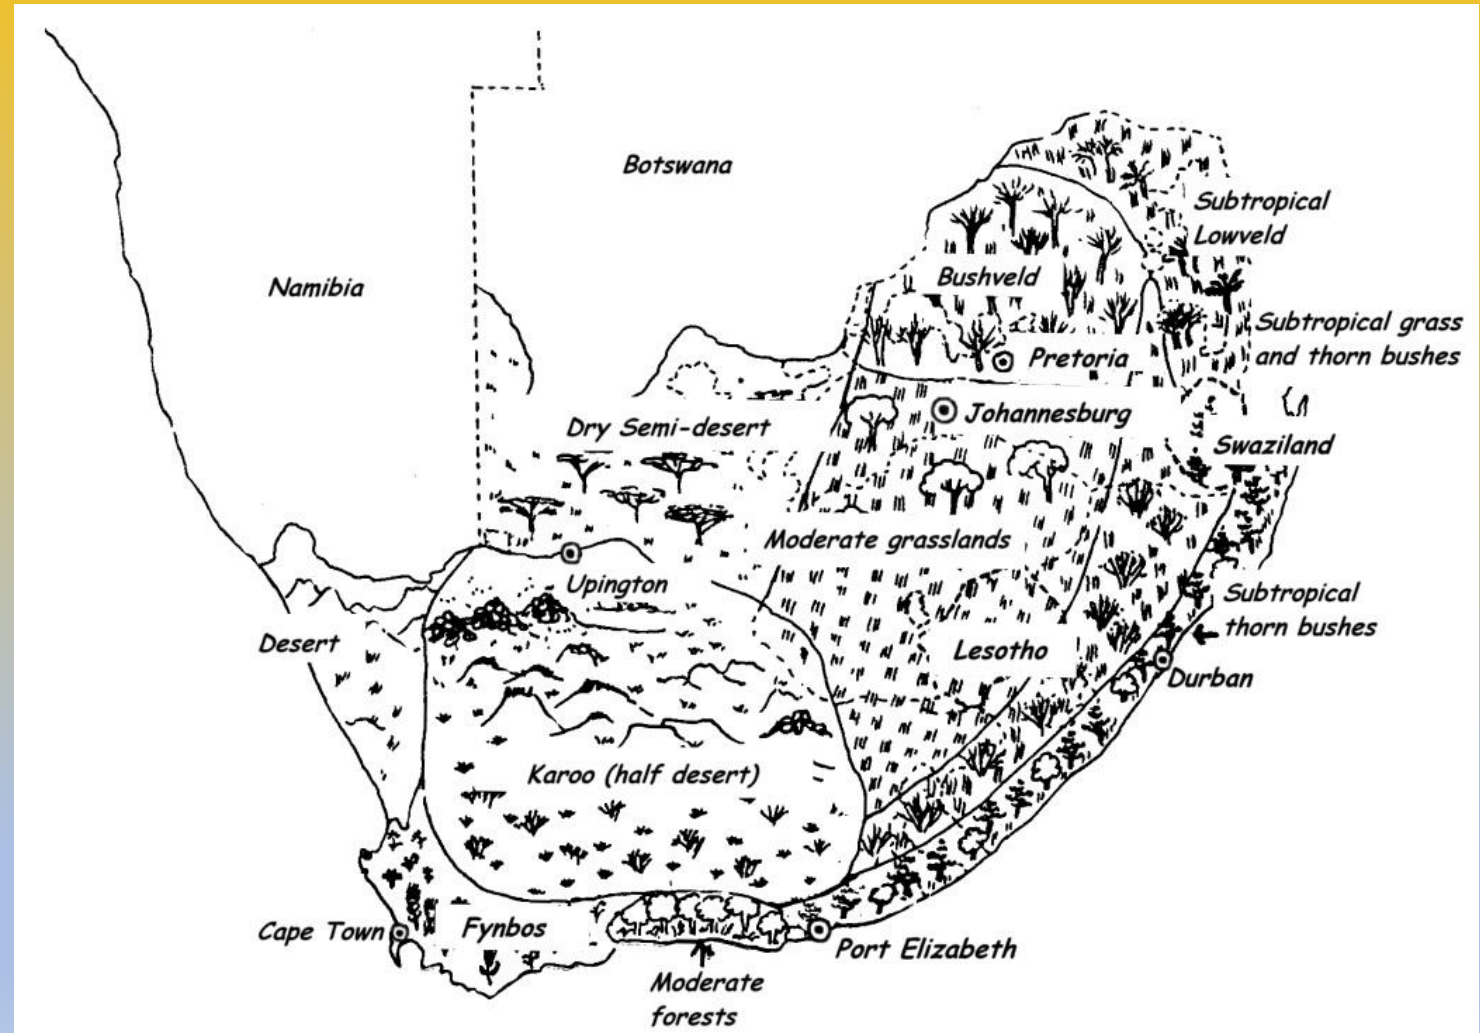 Botswana
Subtropical
Lowveld
Namibia
Bushveld
Subtropical grass
and thorn bushes
Pretoria
Johannesburg
Dry Semi-desert
Swaziland
Moderate grasslands
Upington
Subtropical
thorn bushes
Desert
Lesotho
Durban
Karoo (half desert)
Cape Town
Fynbos
Port Elizabeth
Moderate
forests